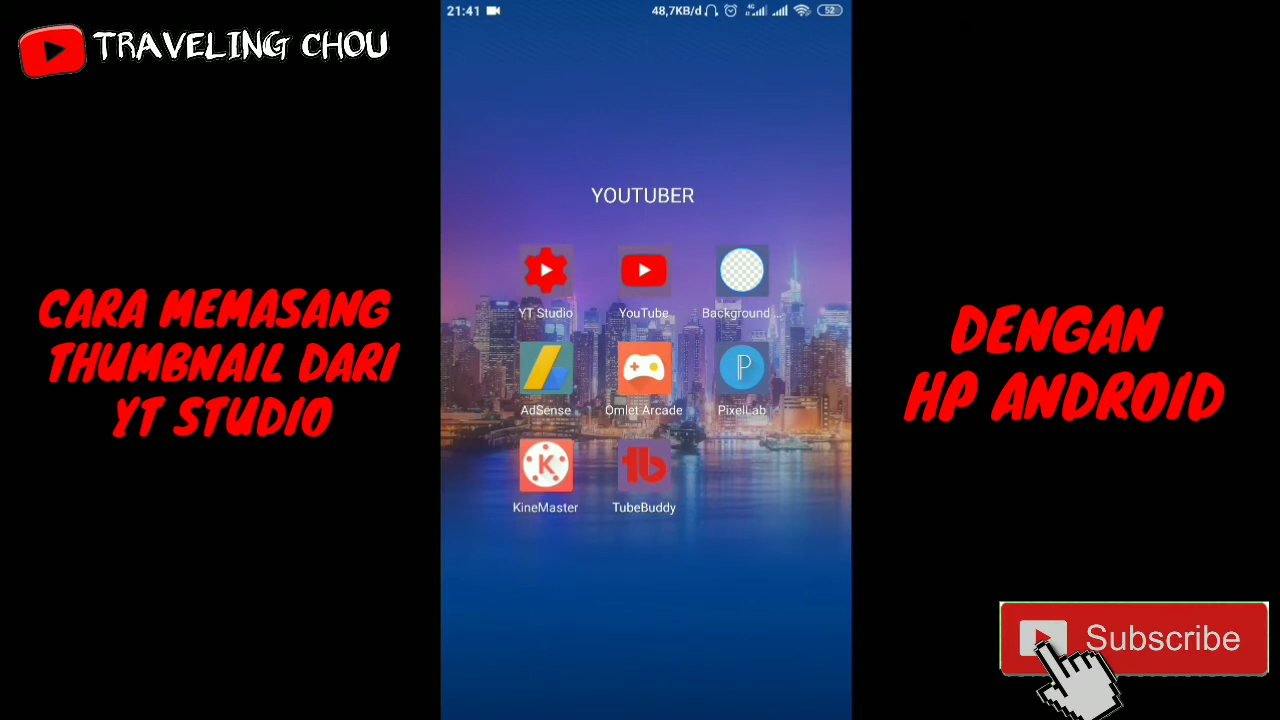 TRAVELING CHOU
21:41
48,7KB/d
4G
52
YOUTUBER
YT Studio
YouTube
Background ...
AdSense
Omlet Arcade
PixelLab
KineMaster
TubeBuddy
CARA MEMASANG
THUMBNAIL DARI
YT STUDIO
DENGAN
HP ANDROID
Subscribe